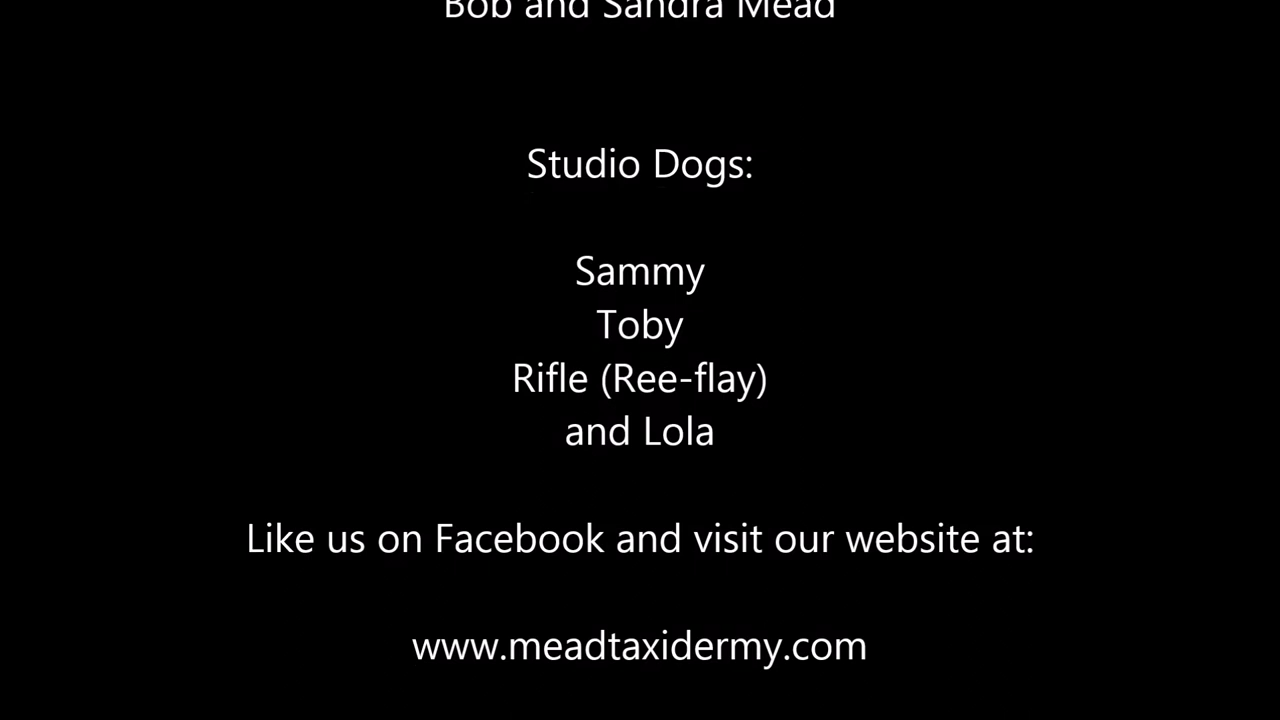 Bob and Sandra Mead
Studio Dogs:
Sammy
Toby
Rifle (Ree-flay)
and Lola
Like us on Facebook and visit our website at:
www.meadtaxidermy.com